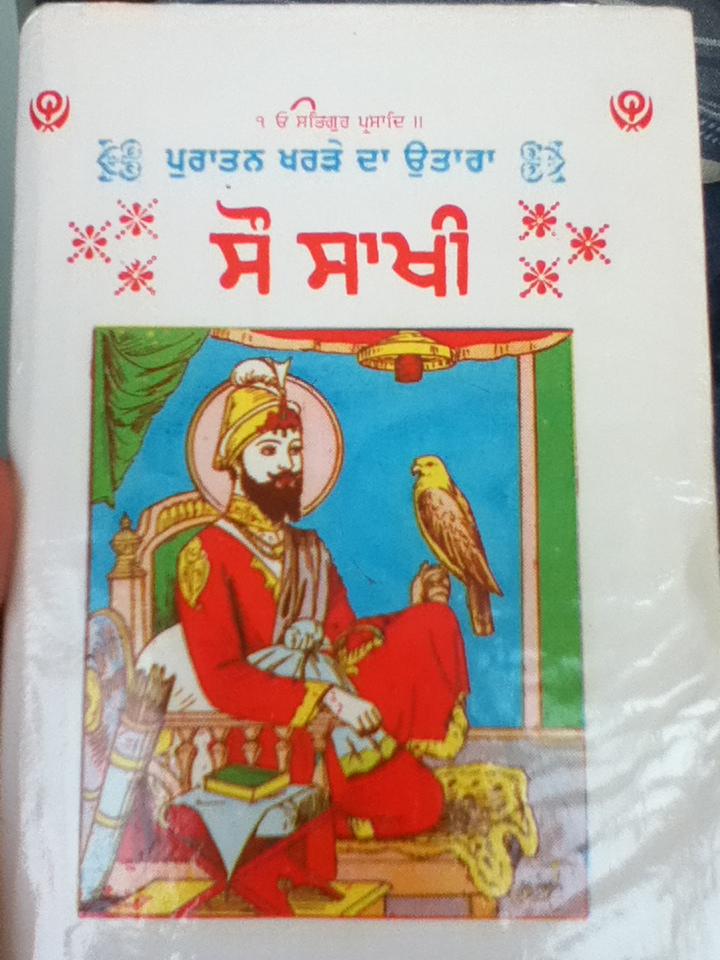 ੧ ਓ ਸਤਿਗੁਰ ਪ੍ਰਸਾਦਿ ॥
ਪੁਰਾਤਨ ਖਰੜੇ ਦਾ ਉਤਾਰਾ
ਸੌ ਸਾਖੀ